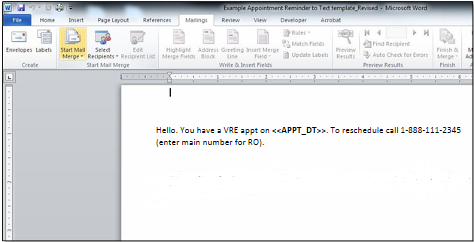 Example Appointment Reminder to Text template_Revised - Microsoft Word
File Home Insert Page Layout References Mailings Review View Developer Acrobat
Envelopes Labels Start Mail Merge Select Recipients Edit Recipient List Highlight Merge Fields Address Block Greeting Line Insert Merge Field Rules Match Fields Update Labels Preview Results Find Recipient Auto Check for Errors Finish & Merge
Create Start Mail Merge Write & Insert Fields Preview Results Finish
Hello. You have a VRE appt on <<APPT_DT>>. To reschedule call 1-888-111-2345
(enter main number for RO).